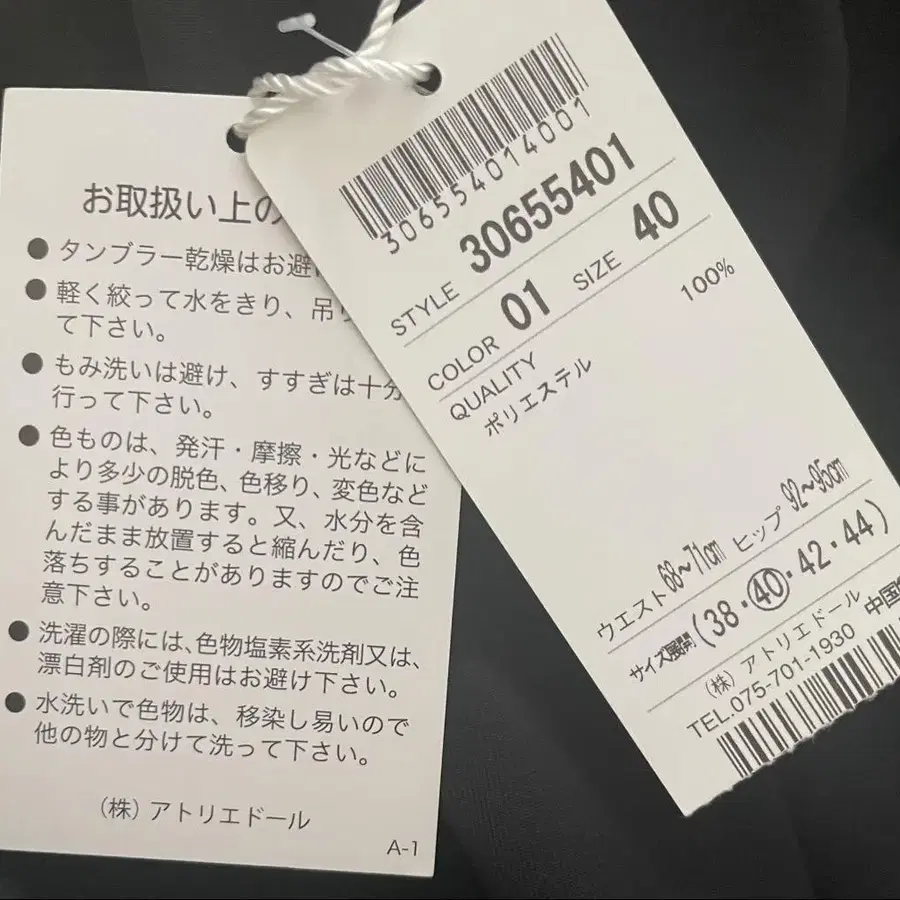 お取扱い上の
● タンブラー乾燥はお避
● 軽く絞って水をきり、吊
て下さい。
● もみ洗いは避け、すすぎは十分
行って下さい。
● 色ものは、発汗・摩擦・光などに
より多少の脱色、色移り、変色など
する事があります。又、水分を含
んだまま放置すると縮んだり、色
落ちすることがありますのでご注
意下さい。
● 洗濯の際には、色物塩素系洗剤又は、
漂白剤のご使用はお避け下さい。
● 水洗いで色物は、移染し易いので
他の物と分けて洗って下さい。
(株)アトリエドール
A-1
306554014001
STYLE 30655401
COLOR 01 SIZE 40
QUALITY
ポリエステル 100%
ウエスト68~71cm ヒップ 92~95cm
サイズ展開 (38・40・42・44)
(株)アトリエドール 中国
TEL.075-701-1930